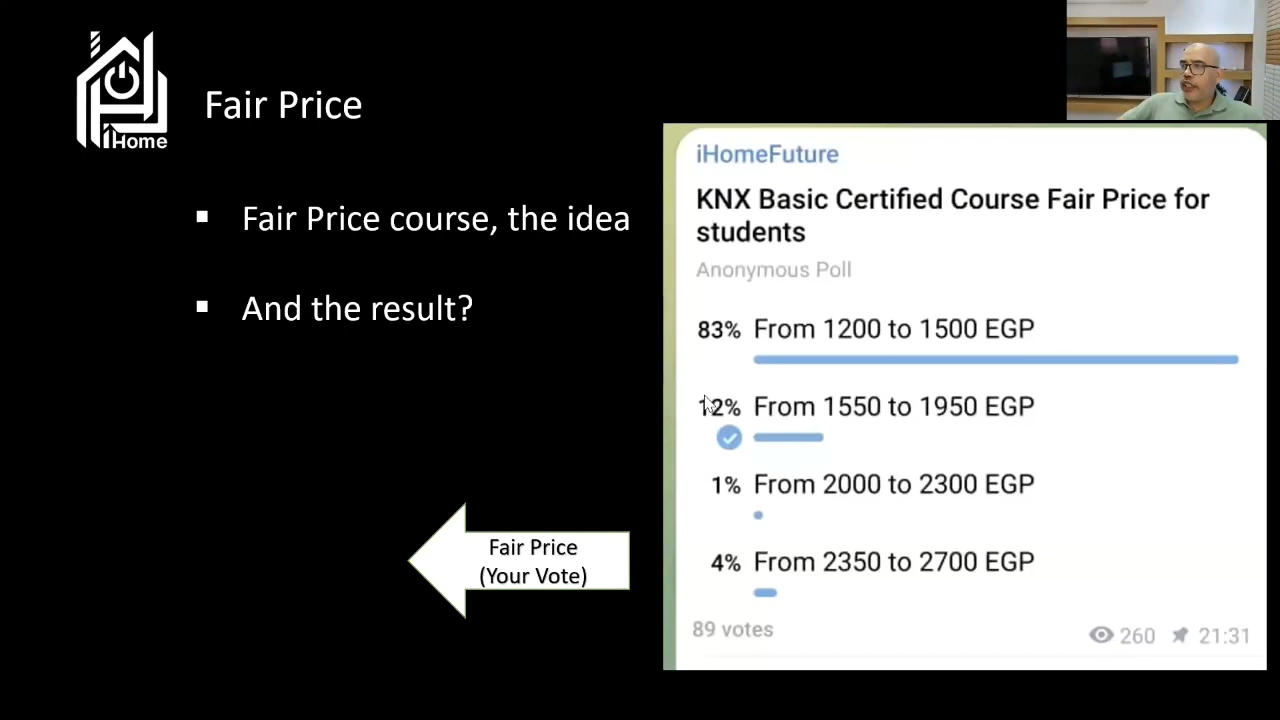 iHome
Fair Price
▪ Fair Price course, the idea
▪ And the result?
Fair Price
(Your Vote)
iHomeFuture
KNX Basic Certified Course Fair Price for
students
Anonymous Poll
83% From 1200 to 1500 EGP
12% From 1550 to 1950 EGP
1% From 2000 to 2300 EGP
4% From 2350 to 2700 EGP
89 votes
260 21:31